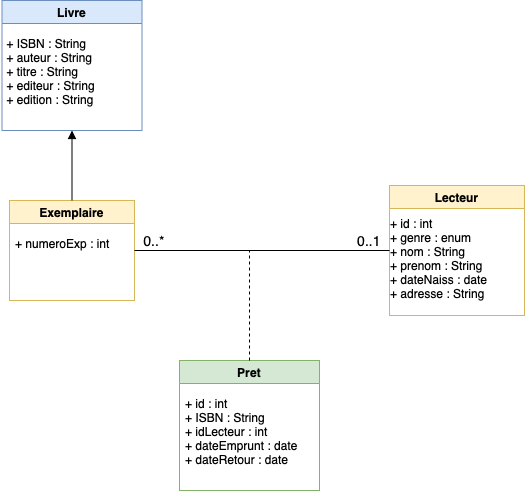 Livre
+ ISBN : String
+ auteur : String
+ titre : String
+ editeur : String
+ edition : String
Exemplaire
+ numeroExp : int
0..*
0..1
Lecteur
+ id : int
+ genre : enum
+ nom : String
+ prenom : String
+ dateNaiss : date
+ adresse : String
Pret
+ id : int
+ ISBN : String
+ idLecteur : int
+ dateEmprunt : date
+ dateRetour : date